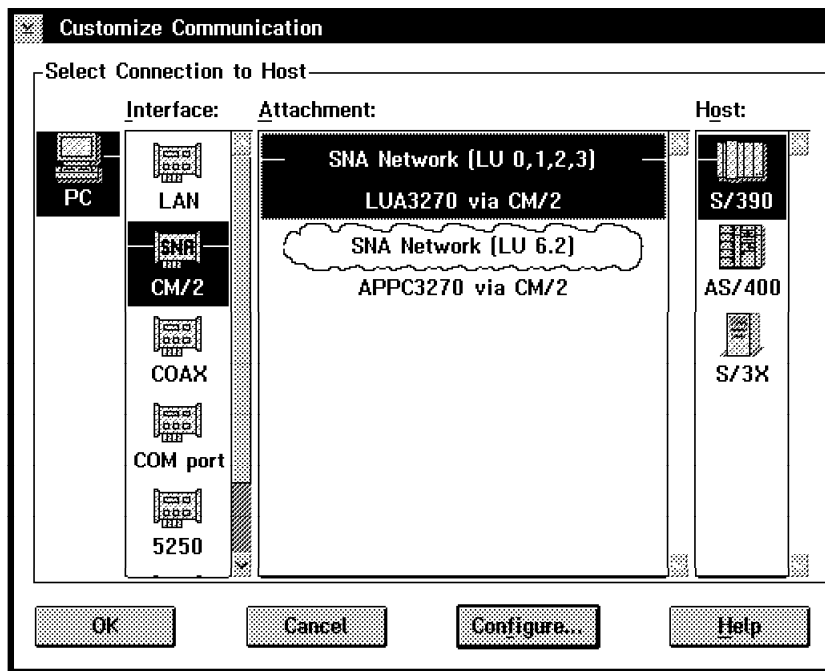 Customize Communication
Select Connection to Host
Interface:
Attachment:
Host:
PC
LAN
SNA
CM/2
COAX
COM port
5250
SNA Network (LU 0,1,2,3)
LUA3270 via CM/2
SNA Network (LU 6.2)
APPC3270 via CM/2
S/390
AS/400
S/3X
OK
Cancel
Configure...
Help